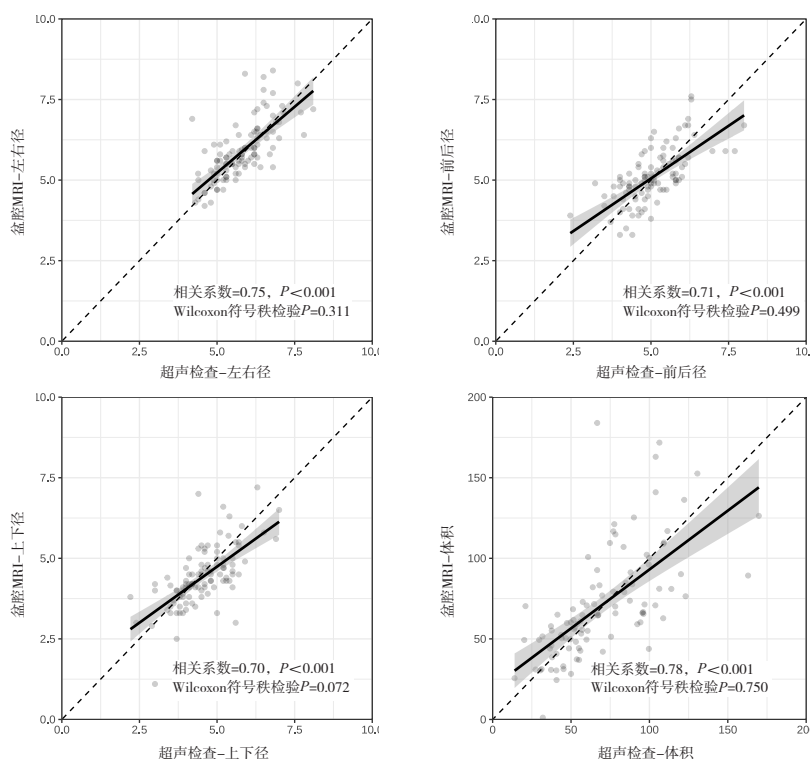 10.0
7.5
5.0
2.5
0.0
盆腔MRI-左右径
相关系数=0.75，P<0.001
Wilcoxon符号秩检验P=0.311
0.0 2.5 5.0 7.5 10.0
超声检查-左右径
10.0
7.5
5.0
2.5
0.0
盆腔MRI-前后径
相关系数=0.71，P<0.001
Wilcoxon符号秩检验P=0.499
0.0 2.5 5.0 7.5 10.0
超声检查-前后径
10.0
7.5
5.0
2.5
0.0
盆腔MRI-上下径
相关系数=0.70，P<0.001
Wilcoxon符号秩检验P=0.072
0.0 2.5 5.0 7.5 10.0
超声检查-上下径
200
150
100
50
0
盆腔MRI-体积
相关系数=0.78，P<0.001
Wilcoxon符号秩检验P=0.750
0 50 100 150 20
超声检查-体积